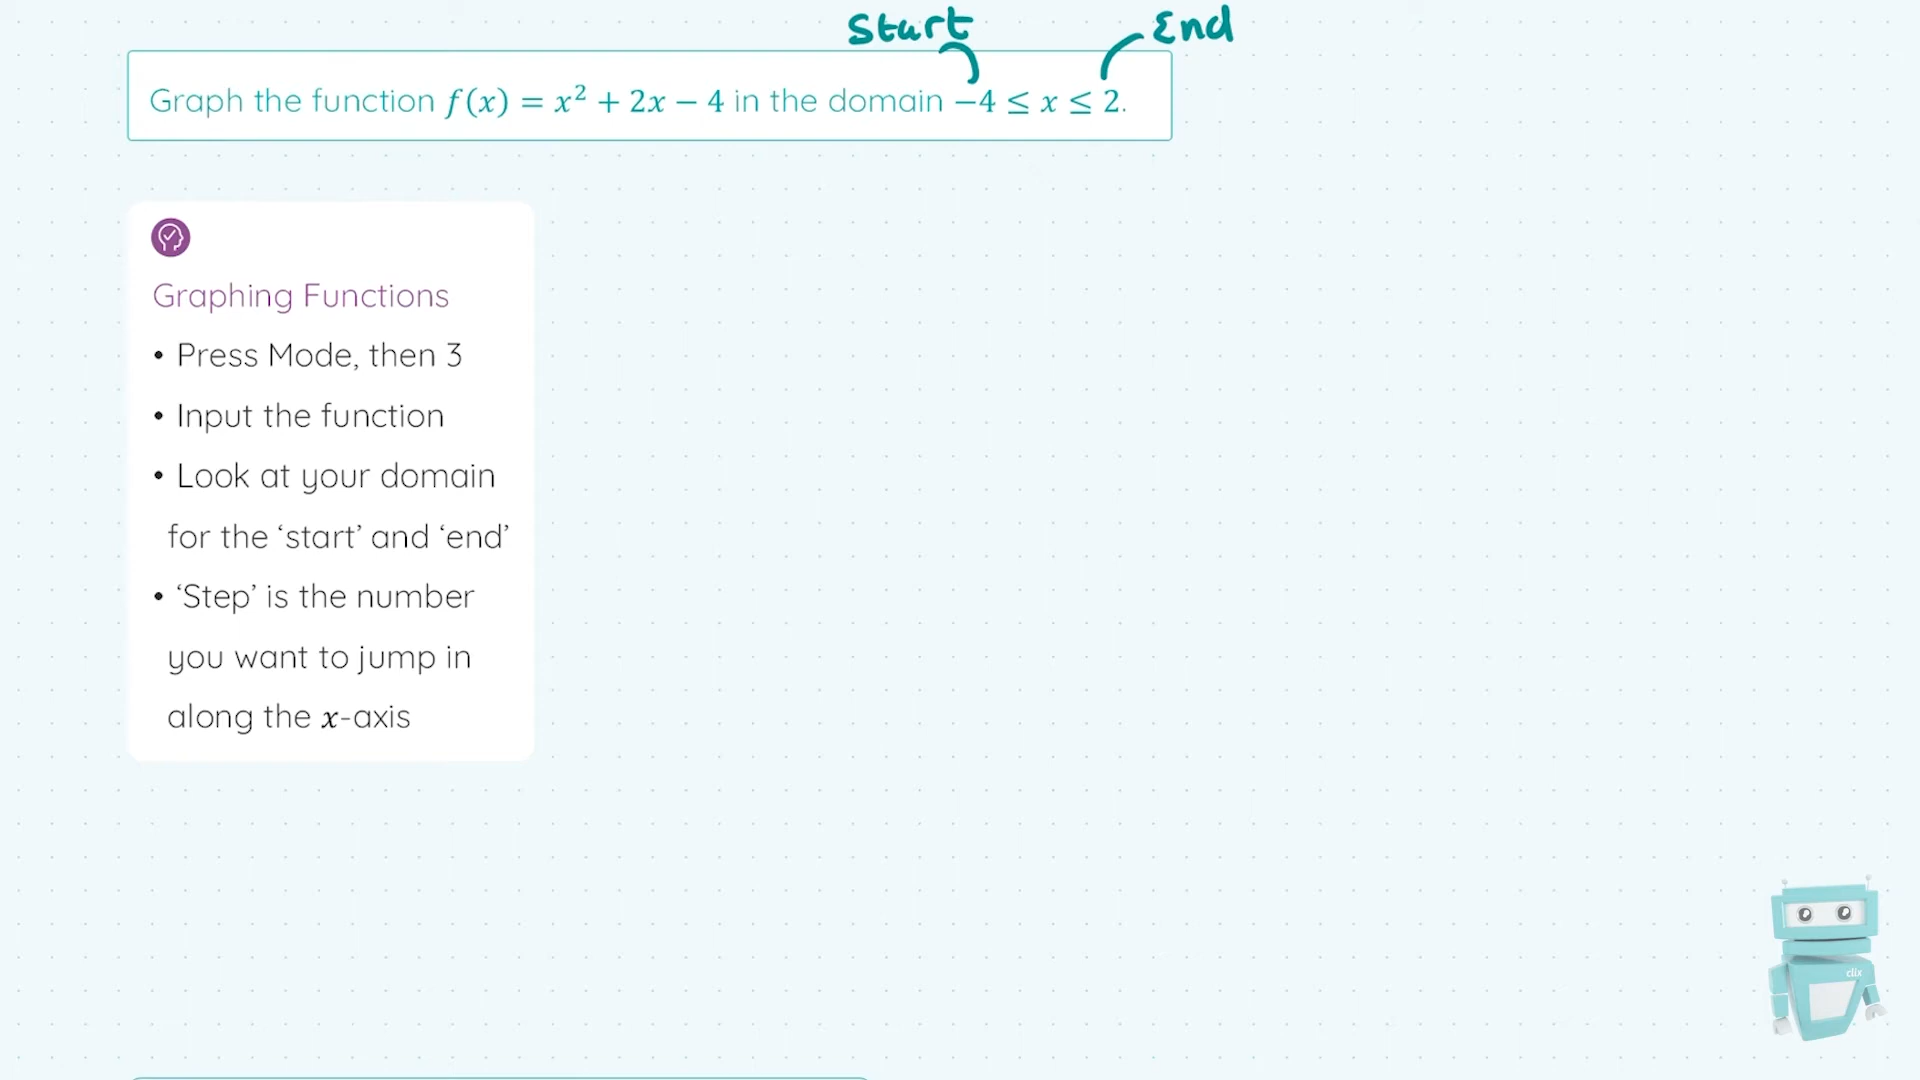 Start
End
Graph the function f(x) = x² + 2x − 4 in the domain −4 ≤ x ≤ 2.
Graphing Functions
• Press Mode, then 3
• Input the function
• Look at your domain
for the ‘start’ and ‘end’
• ‘Step’ is the number
you want to jump in
along the x-axis
clix